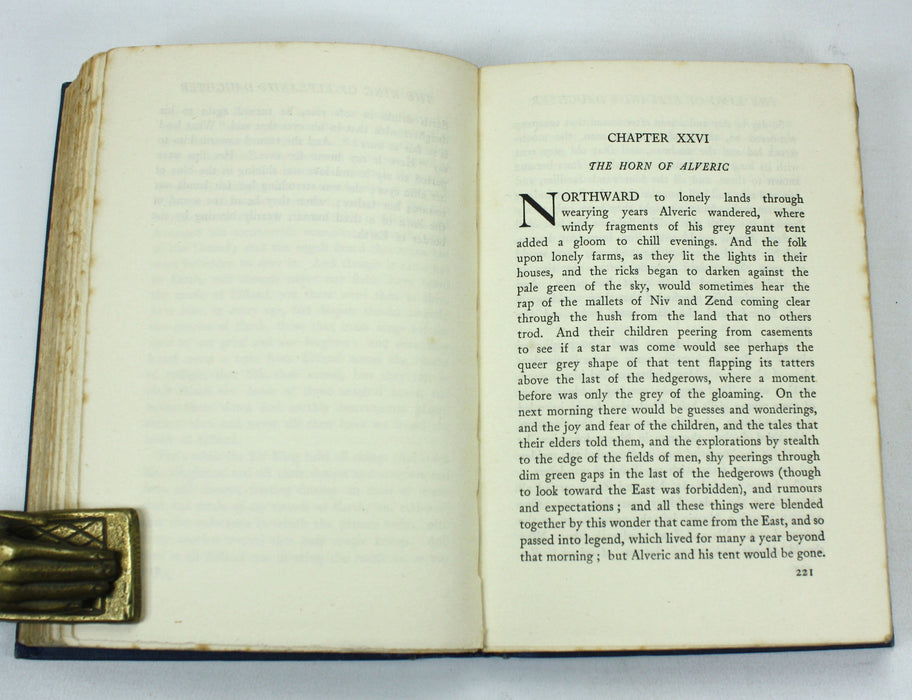 CHAPTER XXVI
THE HORN OF ALVERIC
NORTHWARD to lonely lands through
wearying years Alveric wandered, where
windy fragments of his grey gaunt tent
added a gloom to chill evenings. And the folk
upon lonely farms, as they lit the lights in their
houses, and the ricks began to darken against the
pale green of the sky, would sometimes hear the
rap of the mallets of Niv and Zend coming clear
through the hush from the land that no others
trod. And their children peering from casements
to see if a star was come would see perhaps the
queer grey shape of that tent flapping its tatters
above the last of the hedgerows, where a moment
before was only the grey of the gloaming. On the
next morning there would be guesses and wonderings,
and the joy and fear of the children, and the tales that
their elders told them, and the explorations by stealth
to the edge of the fields of men, shy peerings through
dim green gaps in the last of the hedgerows (though
to look toward the East was forbidden), and rumours
and expectations ; and all these things were blended
together by this wonder that came from the East, and so
passed into legend, which lived for many a year beyond
that morning ; but Alveric and his tent would be gone.
221